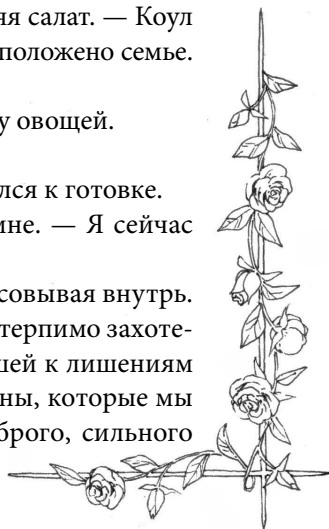 ня салат. — Коул
положено семье.
у овощей.
лся к готовке.
ине. — Я сейчас
совывая внутрь.
терпимо захоте-
шей к лишениям
ны, которые мы
брого, сильного